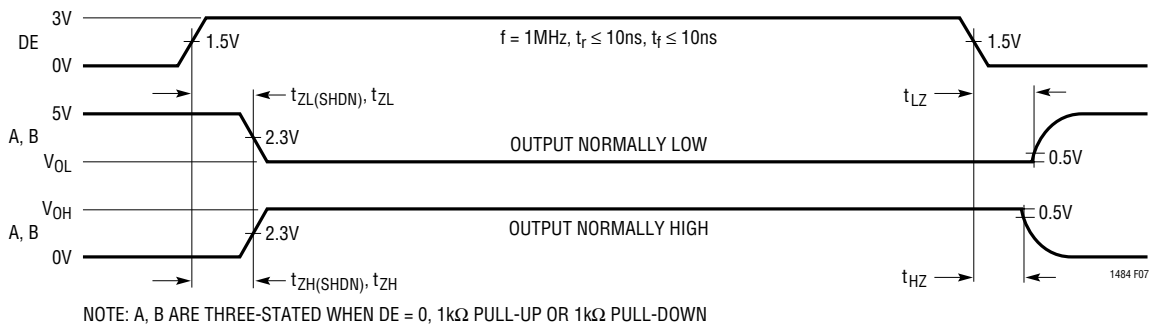 3V
DE
1.5V
f = 1MHz, tr ≤ 10ns, tf ≤ 10ns
1.5V
0V
tZL(SHDN), tZL
tLZ
5V
A, B
2.3V
OUTPUT NORMALLY LOW
VOL
0.5V
VOH
0.5V
A, B
2.3V
OUTPUT NORMALLY HIGH
0V
tZH(SHDN), tZH
tHZ
1484 F07
NOTE: A, B ARE THREE-STATED WHEN DE = 0, 1kΩ PULL-UP OR 1kΩ PULL-DOWN